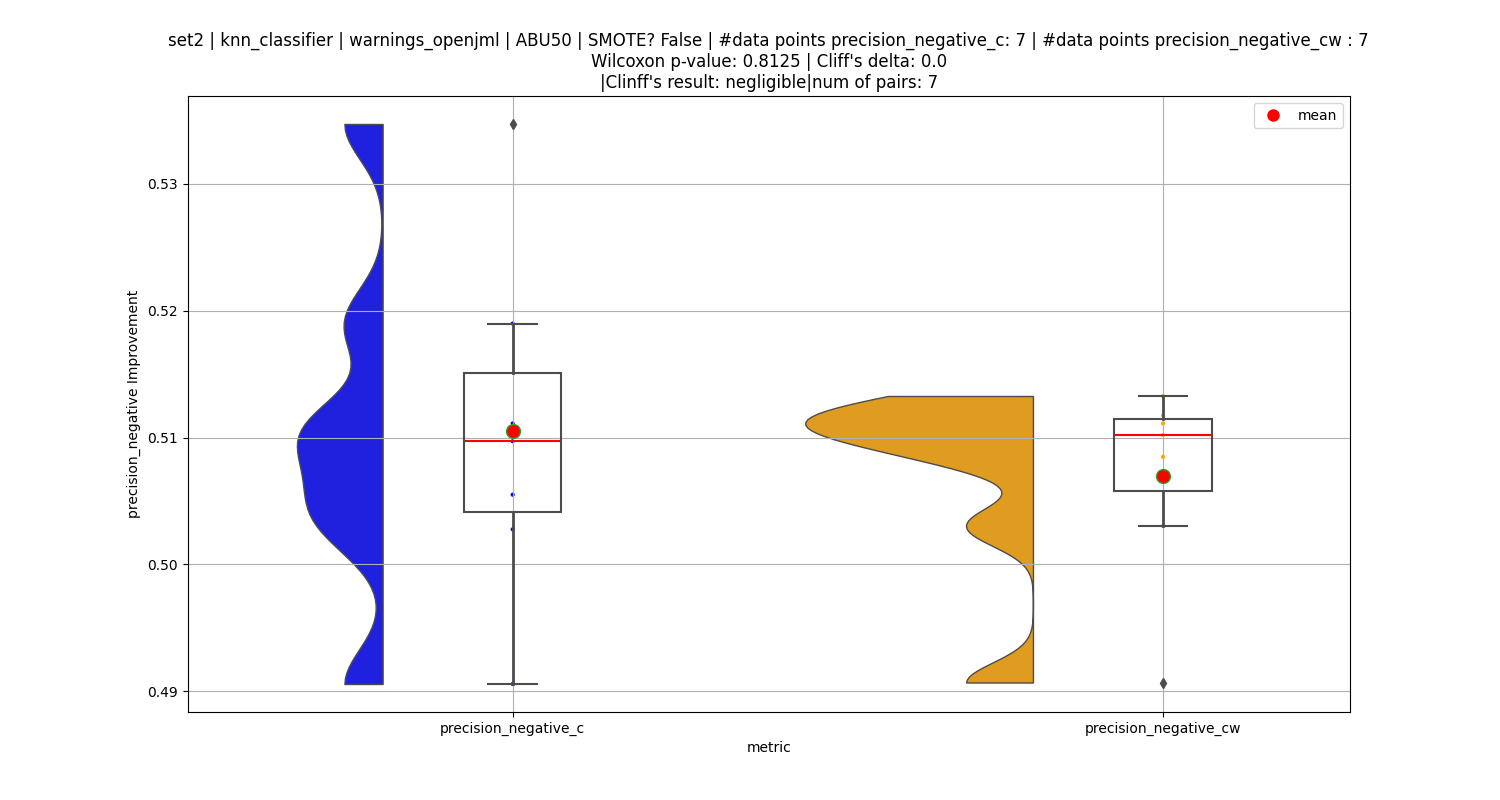 set2 | knn_classifier | warnings_openjml | ABU50 | SMOTE? False | #data points precision_negative_c: 7 | #data points precision_negative_cw : 7
Wilcoxon p-value: 0.8125 | Cliff's delta: 0.0
|Clinff's result: negligible|num of pairs: 7
mean
0.53
0.52
0.51
0.50
0.49
precision_negative Improvement
precision_negative_c
precision_negative_cw
metric